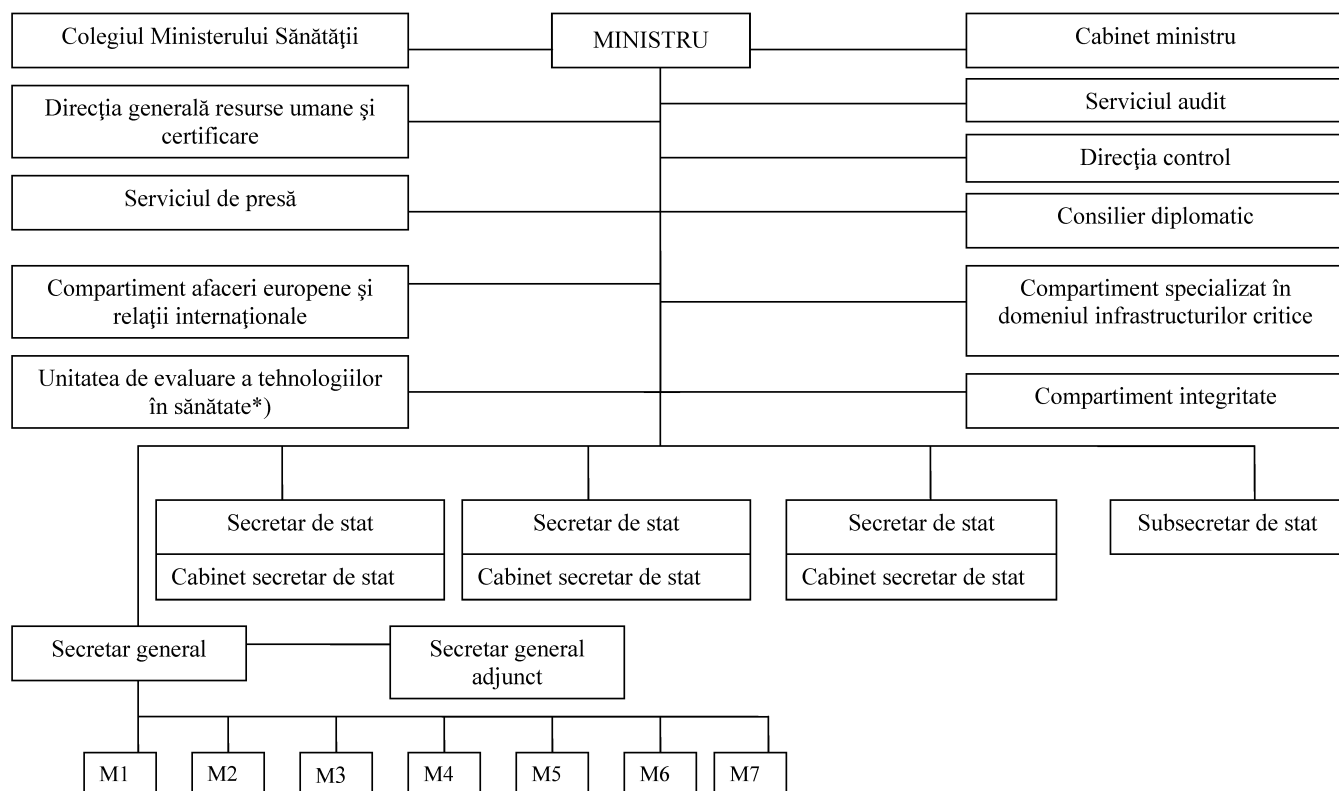 Colegiul Ministerului Sănătăţii
MINISTRU
Cabinet ministru
Direcţia generală resurse umane şi
certificare
Serviciul audit
Direcţia control
Serviciul de presă
Consilier diplomatic
Compartiment afaceri europene şi
relaţii internaţionale
Compartiment specializat în
domeniul infrastructurilor critice
Unitatea de evaluare a tehnologiilor
în sănătate*)
Compartiment integritate
Secretar de stat
Cabinet secretar de stat
Secretar de stat
Cabinet secretar de stat
Secretar de stat
Cabinet secretar de stat
Subsecretar de stat
Secretar general
Secretar general
adjunct
M1
M2
M3
M4
M5
M6
M7